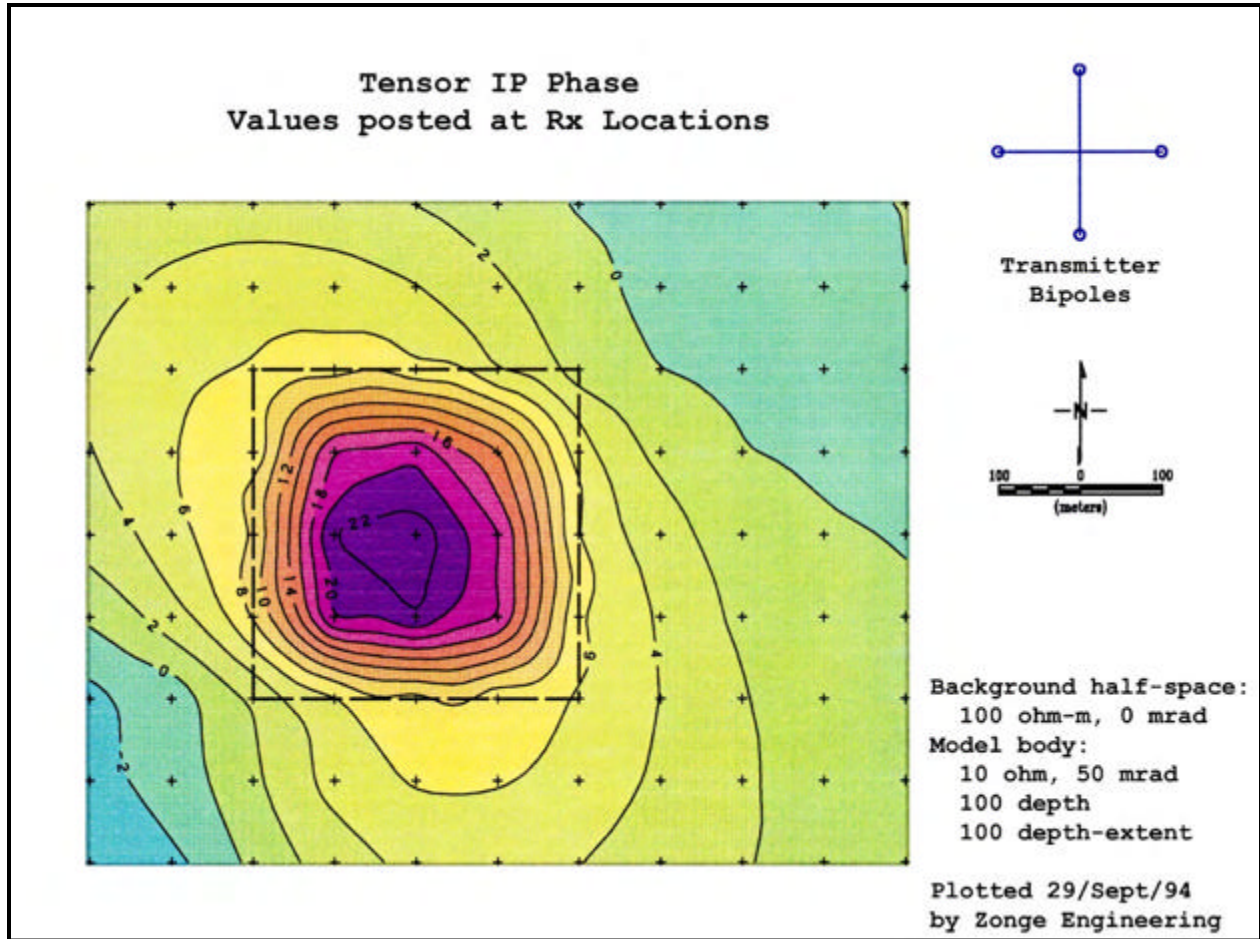 Tensor IP Phase
Values posted at Rx Locations
Transmitter
Bipoles
N
100 0 100
(meters)
2
0
4
16
12
18
22
4
6
8
10
14
20
2
0
-2
6
4
Background half-space:
100 ohm-m, 0 mrad
Model body:
10 ohm, 50 mrad
100 depth
100 depth-extent
Plotted 29/Sept/94
by Zonge Engineering